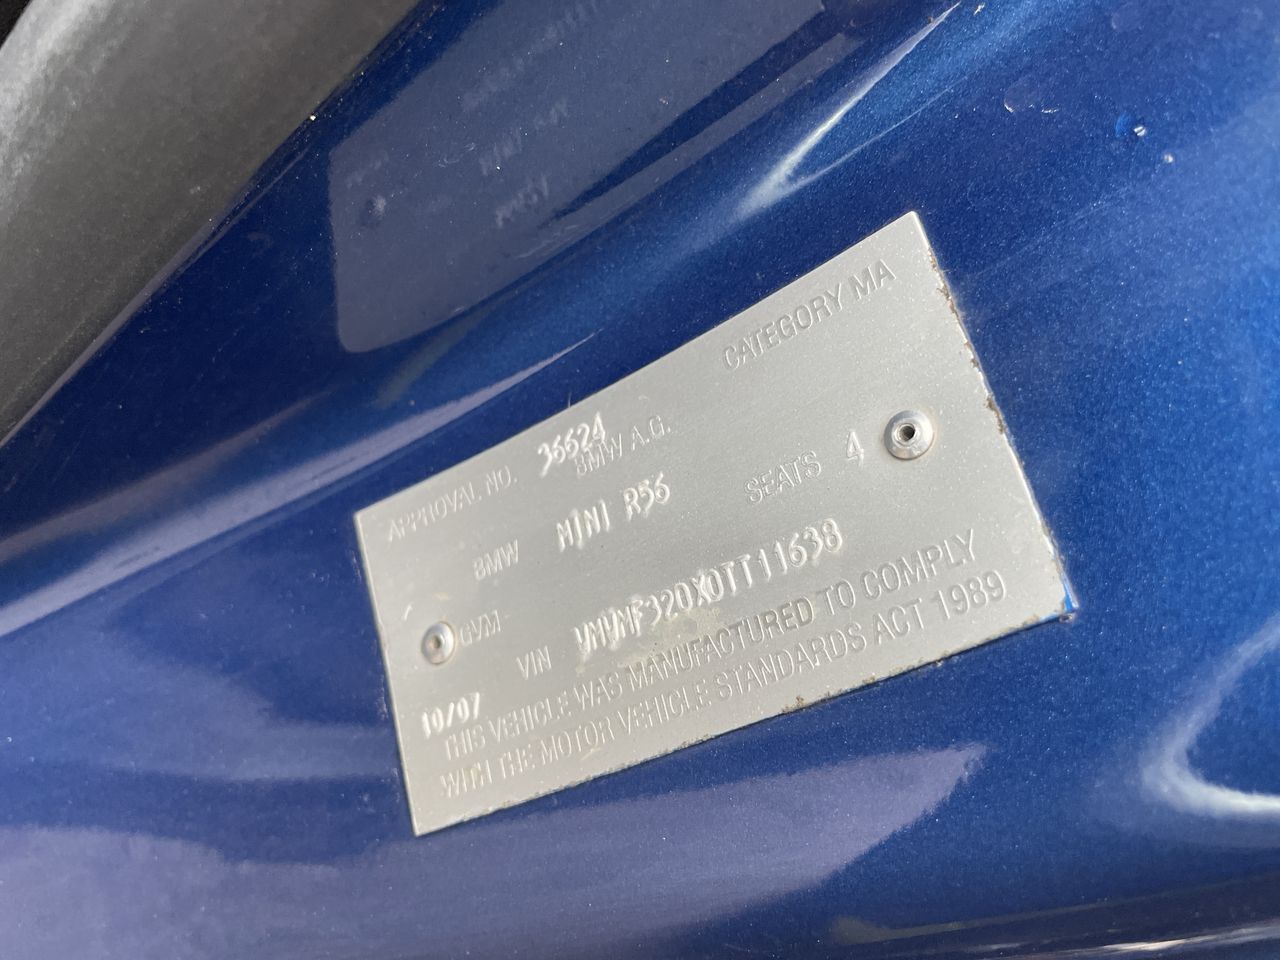 APPROVAL NO. 36624 CATEGORY MA
BMW A.G.
BMW MINI R56 SEATS 4
GVM VIN WMWMF320X0TT11638
10/07
THIS VEHICLE WAS MANUFACTURED TO COMPLY
WITH THE MOTOR VEHICLE STANDARDS ACT 1989